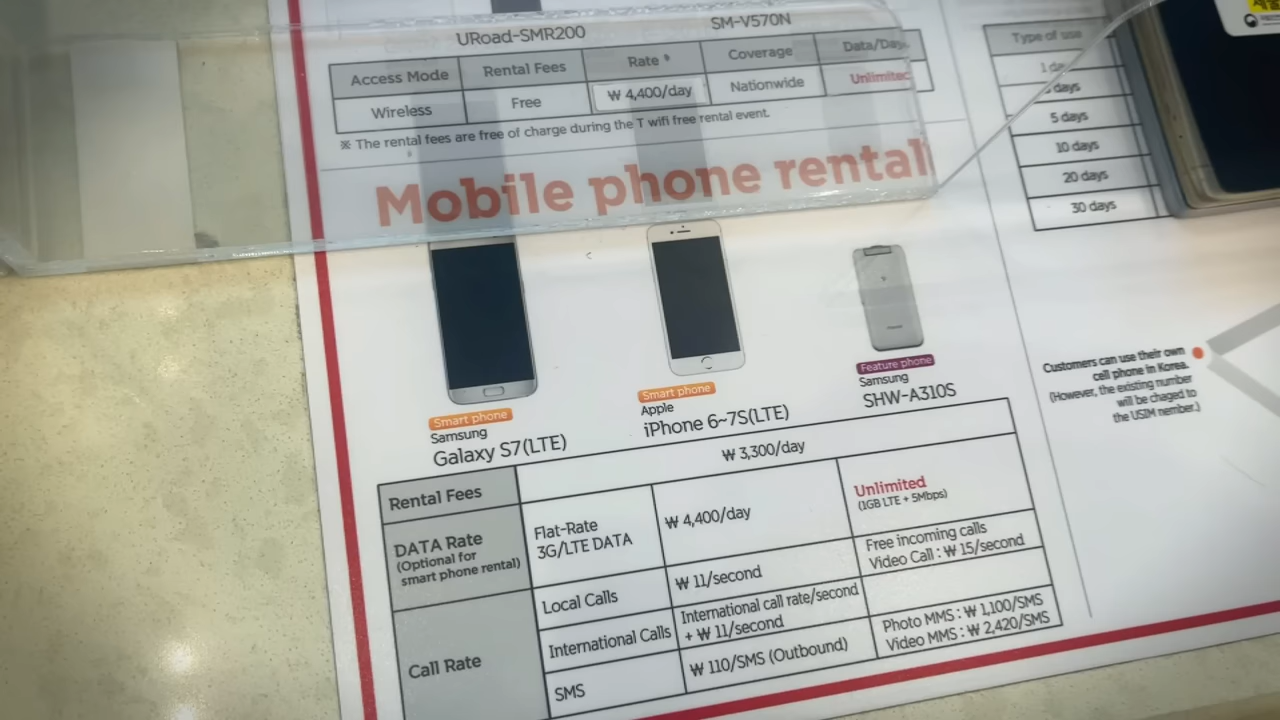 URoad-SMR200
SM-V570N
Access Mode Rental Fees Rate Coverage Data/Day
Wireless Free ₩ 4,400/day Nationwide Unlimited
※ The rental fees are free of charge during the T wifi free rental event.
Mobile phone rental
Smart phone
Samsung
Galaxy S7(LTE)
Smart phone
Apple
iPhone 6~7S(LTE)
Feature phone
Samsung
SHW-A310S
Rental Fees ₩ 3,300/day
DATA Rate
(Optional for
smart phone rental)
Flat-Rate
3G/LTE DATA
₩ 4,400/day
Unlimited
(1GB LTE + 5Mbps)
Call Rate
Local Calls
₩ 11/second
Free incoming calls
Video Call : ₩ 15/second
International Calls
International call rate/second
+ ₩ 11/second
SMS
₩ 110/SMS (Outbound)
Photo MMS : ₩ 1,100/SMS
Video MMS : ₩ 2,420/SMS
Type of use
1 day
days
5 days
10 days
20 days
30 days
Customers can use their own
cell phone in Korea.
(However, the existing number
will be chaged to
the USIM nember.)